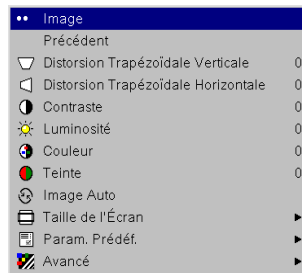 Image
Précédent
Distorsion Trapézoïdale Verticale 0
Distorsion Trapézoïdale Horizontale 0
Contraste 0
Luminosité 0
Couleur 0
Teinte 0
Image Auto
Taille de l'Écran
Param. Prédéf.
Avancé